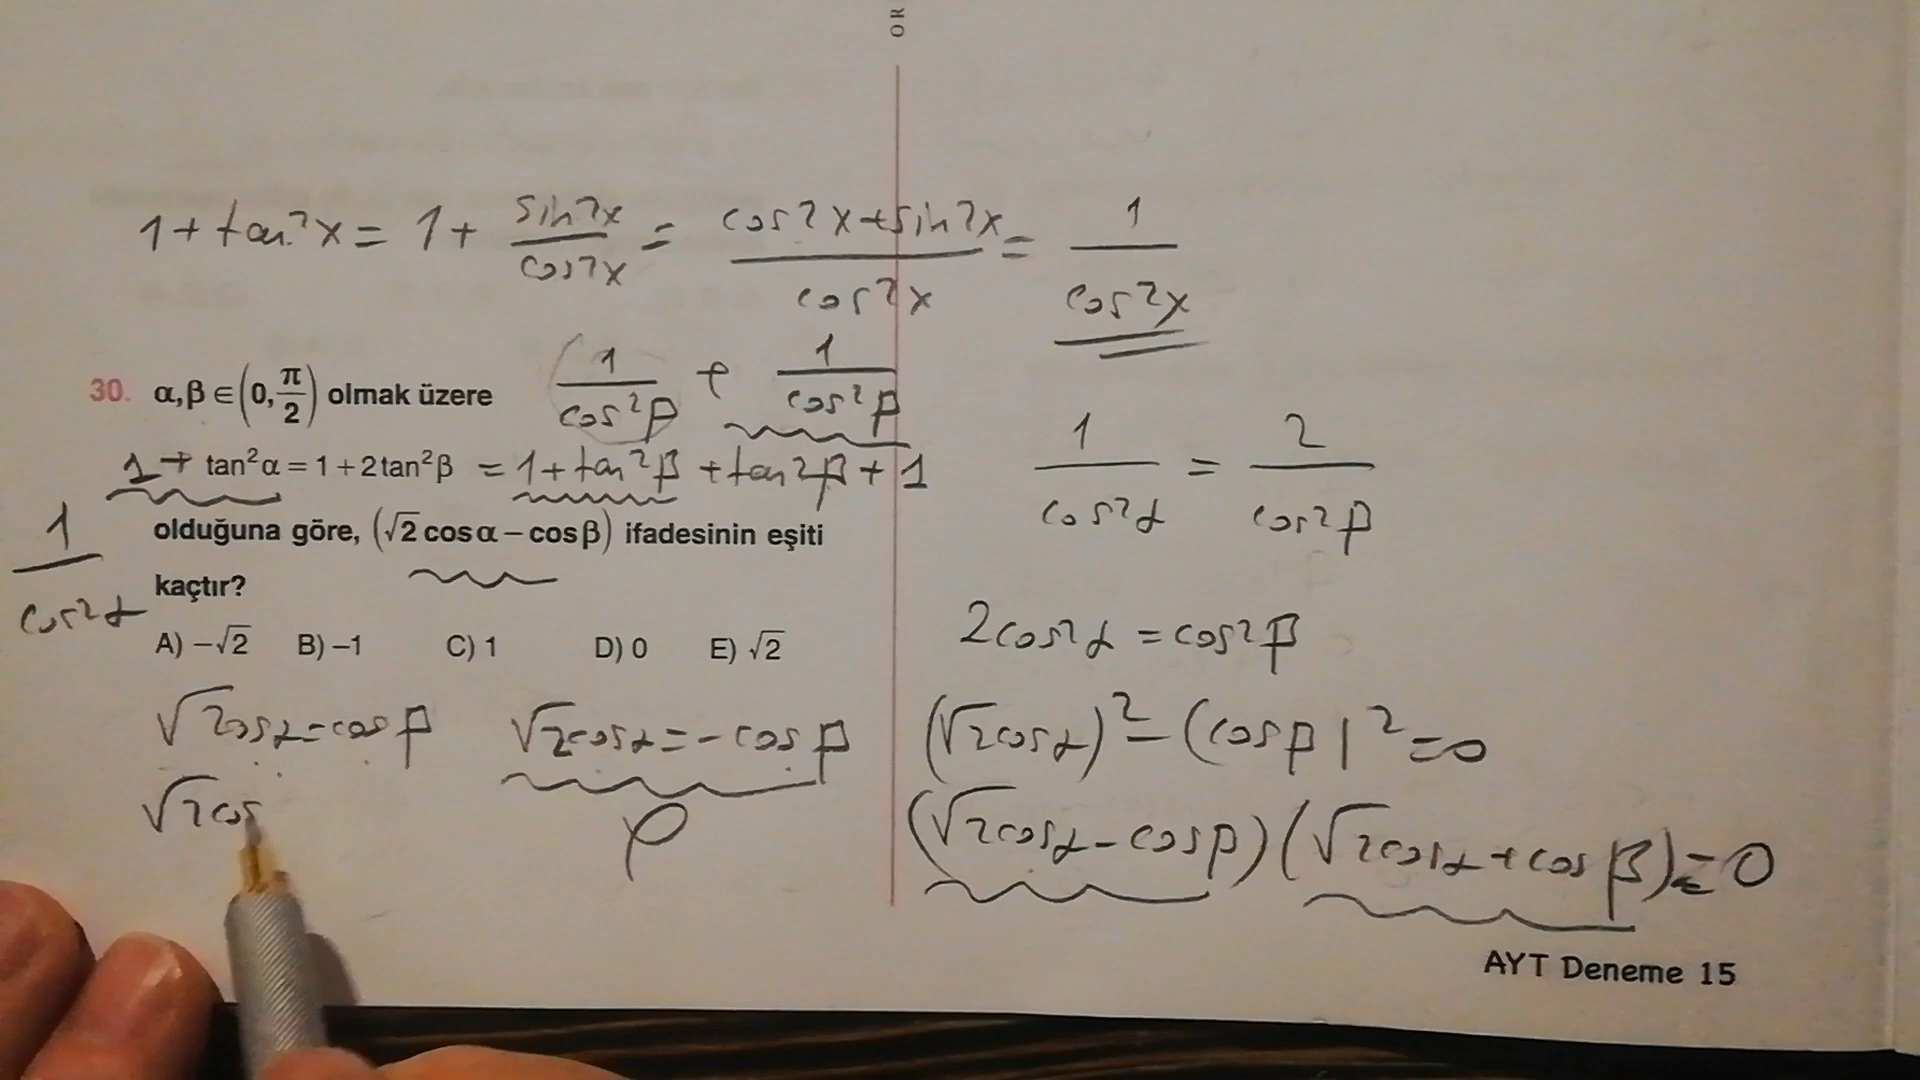 OR
1 + tan²x = 1 + sin²x / cos²x = cos²x + sin²x / cos²x = 1 / cos²x
30. α,β ∈ (0, π/2) olmak üzere
1 / cos²β + 1 / cos²β
1 + tan²α = 1 + 2tan²β = 1 + tan²β + tan²β + 1
1 / cos²α
olduğuna göre, (√2 cosα – cosβ) ifadesinin eşiti
kaçtır?
A) –√2 B) –1 C) 1 D) 0 E) √2
√2cosα = cosβ √2cosα = -cosβ
√2cos
1 / cos²α = 2 / cos²β
2cos²α = cos²β
(√2cosα)² - (cosβ)² = 0
(√2cosα - cosβ)(√2cosα + cosβ) = 0
AYT Deneme 15